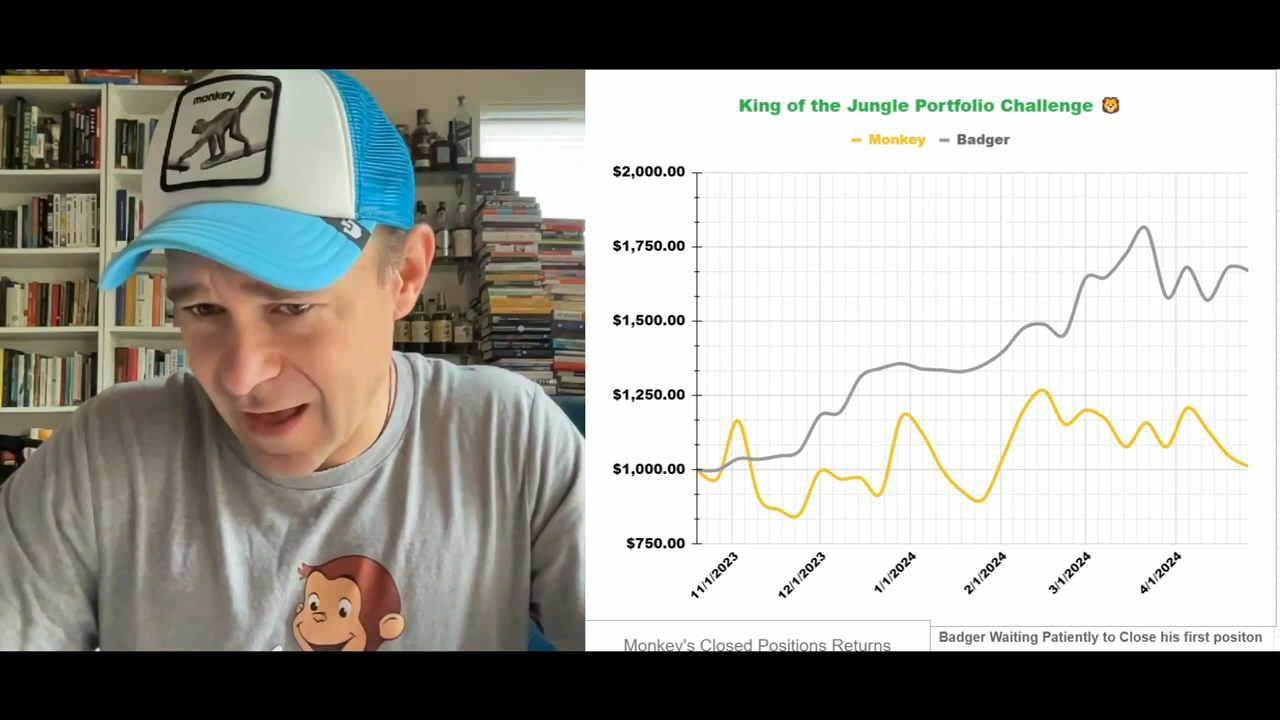 monkey
King of the Jungle Portfolio Challenge 🦁
Monkey Badger
$2,000.00
$1,750.00
$1,500.00
$1,250.00
$1,000.00
$750.00
11/1/2023
12/1/2023
1/1/2024
2/1/2024
3/1/2024
4/1/2024
Monkey's Closed Positions Returns
Badger Waiting Patiently to Close his first positon